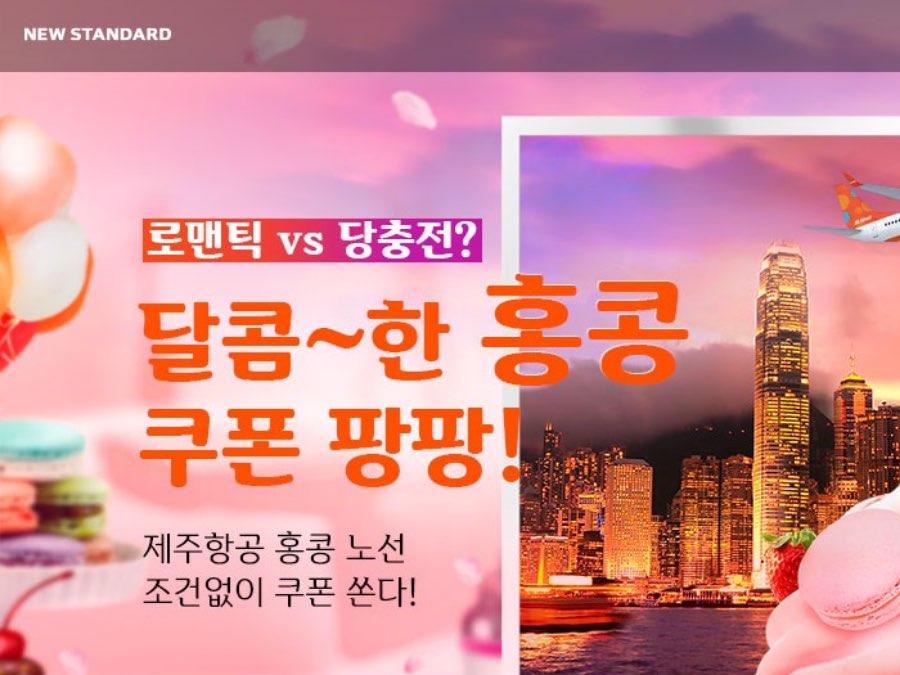 NEW STANDARD
로맨틱 vs 당충전?
달콤~한 홍콩
쿠폰 팡팡!
제주항공 홍콩 노선
조건없이 쿠폰 쏜다!